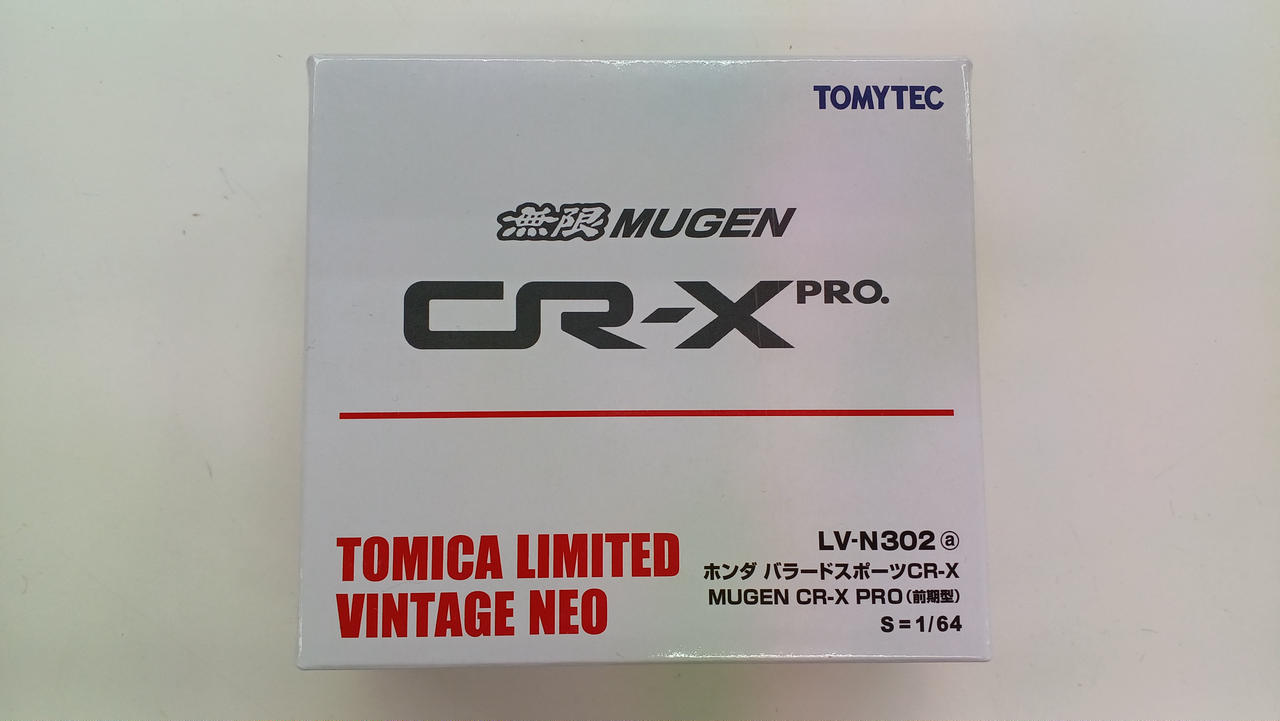 TOMYTEC
無限 MUGEN
CR-X PRO.
TOMICA LIMITED
VINTAGE NEO
LV-N302 ⓐ
ホンダ バラードスポーツCR-X
MUGEN CR-X PRO(前期型)
S=1/64